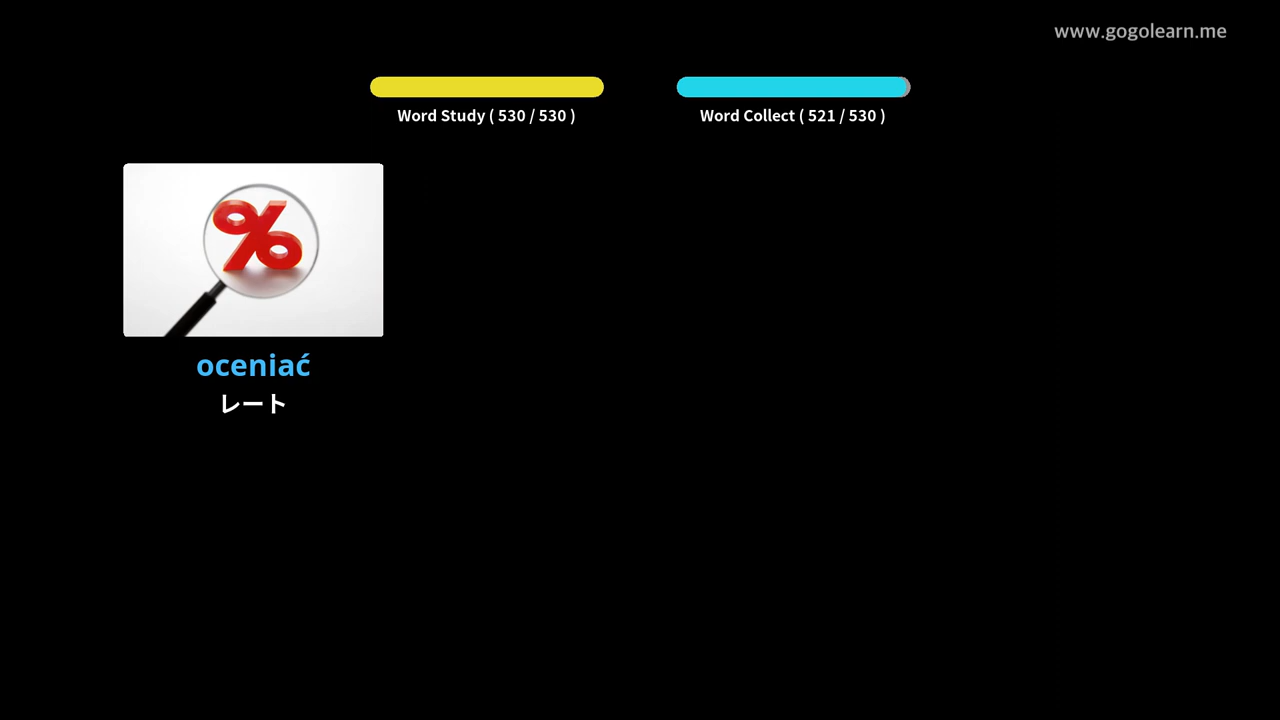 www.gogolearn.me
Word Study ( 530 / 530 )
Word Collect ( 521 / 530 )
%
oceniać
レート